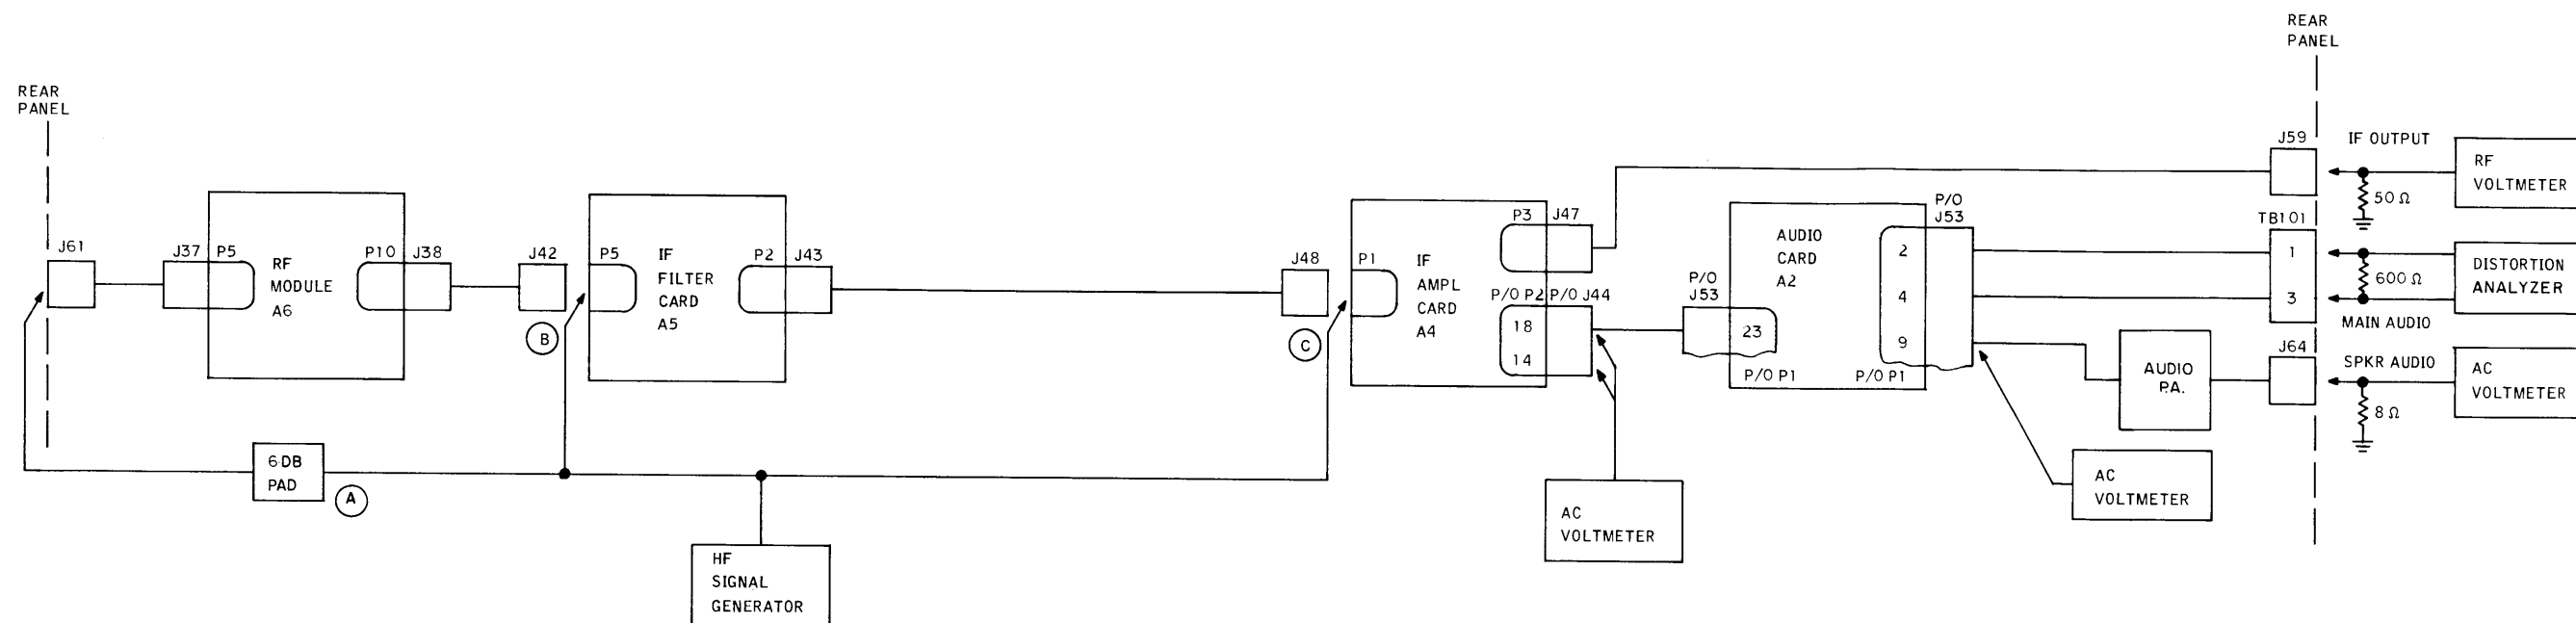 REAR
PANEL
J61
J37
P5
RF
MODULE
A6
P10
J38
J42
B
P5
IF
FILTER
CARD
A5
P2
J43
J48
C
P1
IF
AMPL
CARD
A4
P3
J47
P/O P2
P/O J44
18
14
P/O
J53
23
P/O P1
AUDIO
CARD
A2
P/O
J53
2
4
9
P/O P1
AUDIO
P.A.
REAR
PANEL
J59
TB101
1
3
J64
IF OUTPUT
50 Ω
RF
VOLTMETER
600 Ω
DISTORTION
ANALYZER
MAIN AUDIO
SPKR AUDIO
8 Ω
AC
VOLTMETER
6 DB
PAD
A
HF
SIGNAL
GENERATOR
AC
VOLTMETER
AC
VOLTMETER